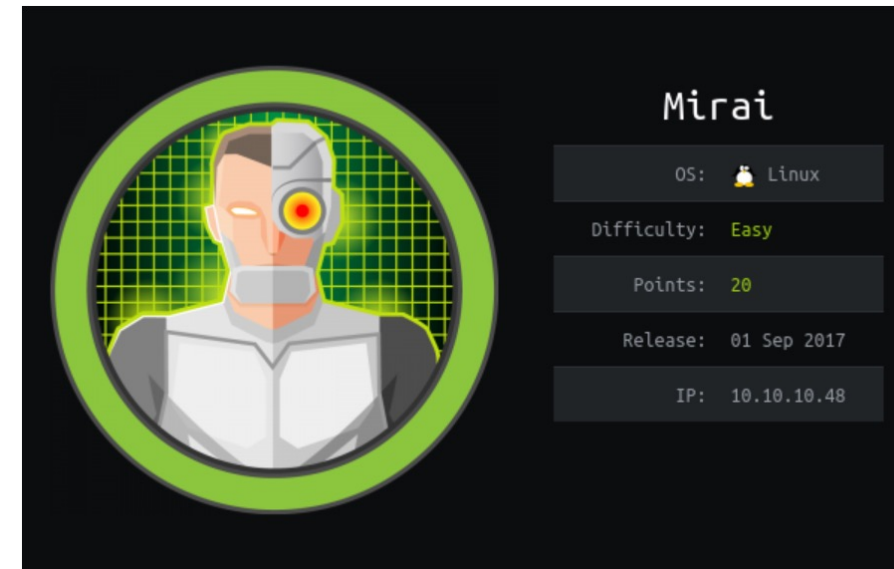 Mirai
OS: Linux
Difficulty: Easy
Points: 20
Release: 01 Sep 2017
IP: 10.10.10.48